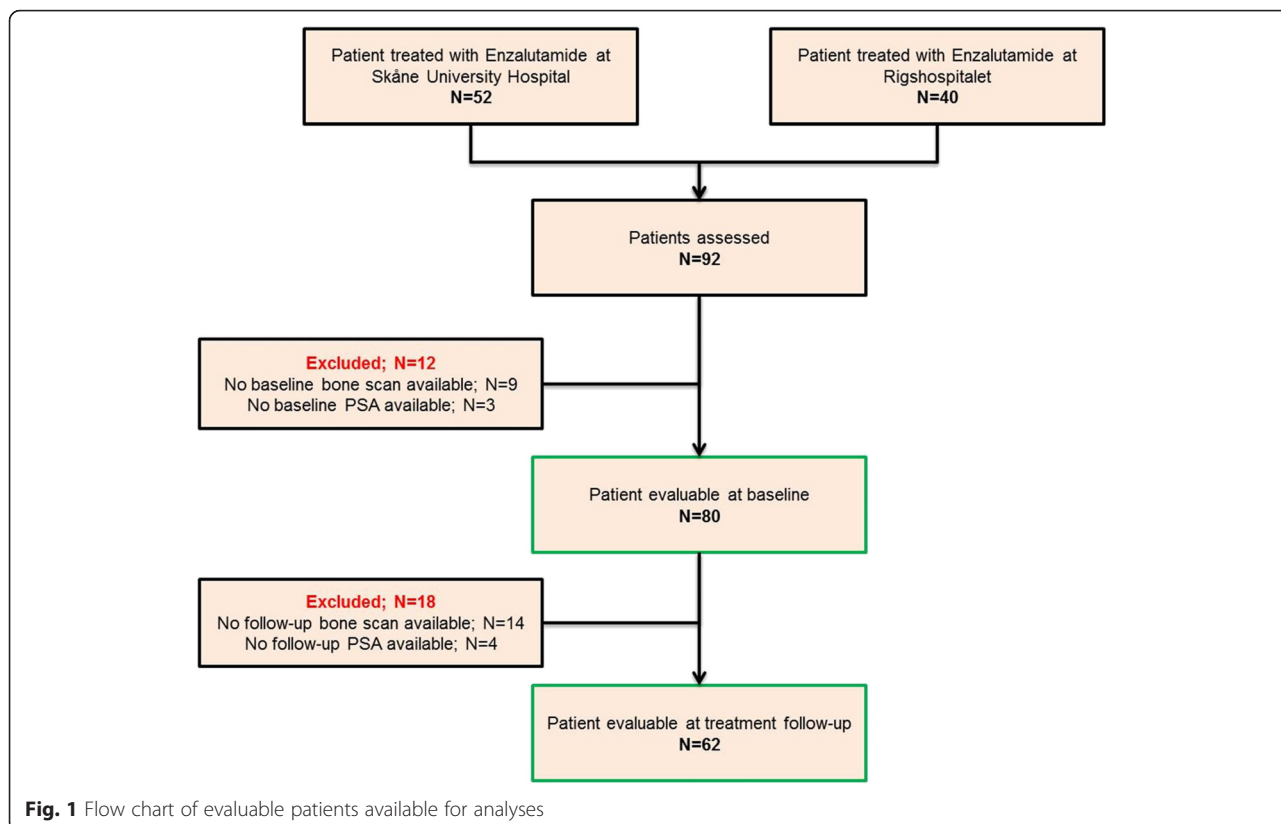 Patient treated with Enzalutamide at
Skåne University Hospital
N=52
Patient treated with Enzalutamide at
Rigshospitalet
N=40
Patients assessed
N=92
Excluded; N=12
No baseline bone scan available; N=9
No baseline PSA available; N=3
Patient evaluable at baseline
N=80
Excluded; N=18
No follow-up bone scan available; N=14
No follow-up PSA available; N=4
Patient evaluable at treatment follow-up
N=62
Fig. 1 Flow chart of evaluable patients available for analyses